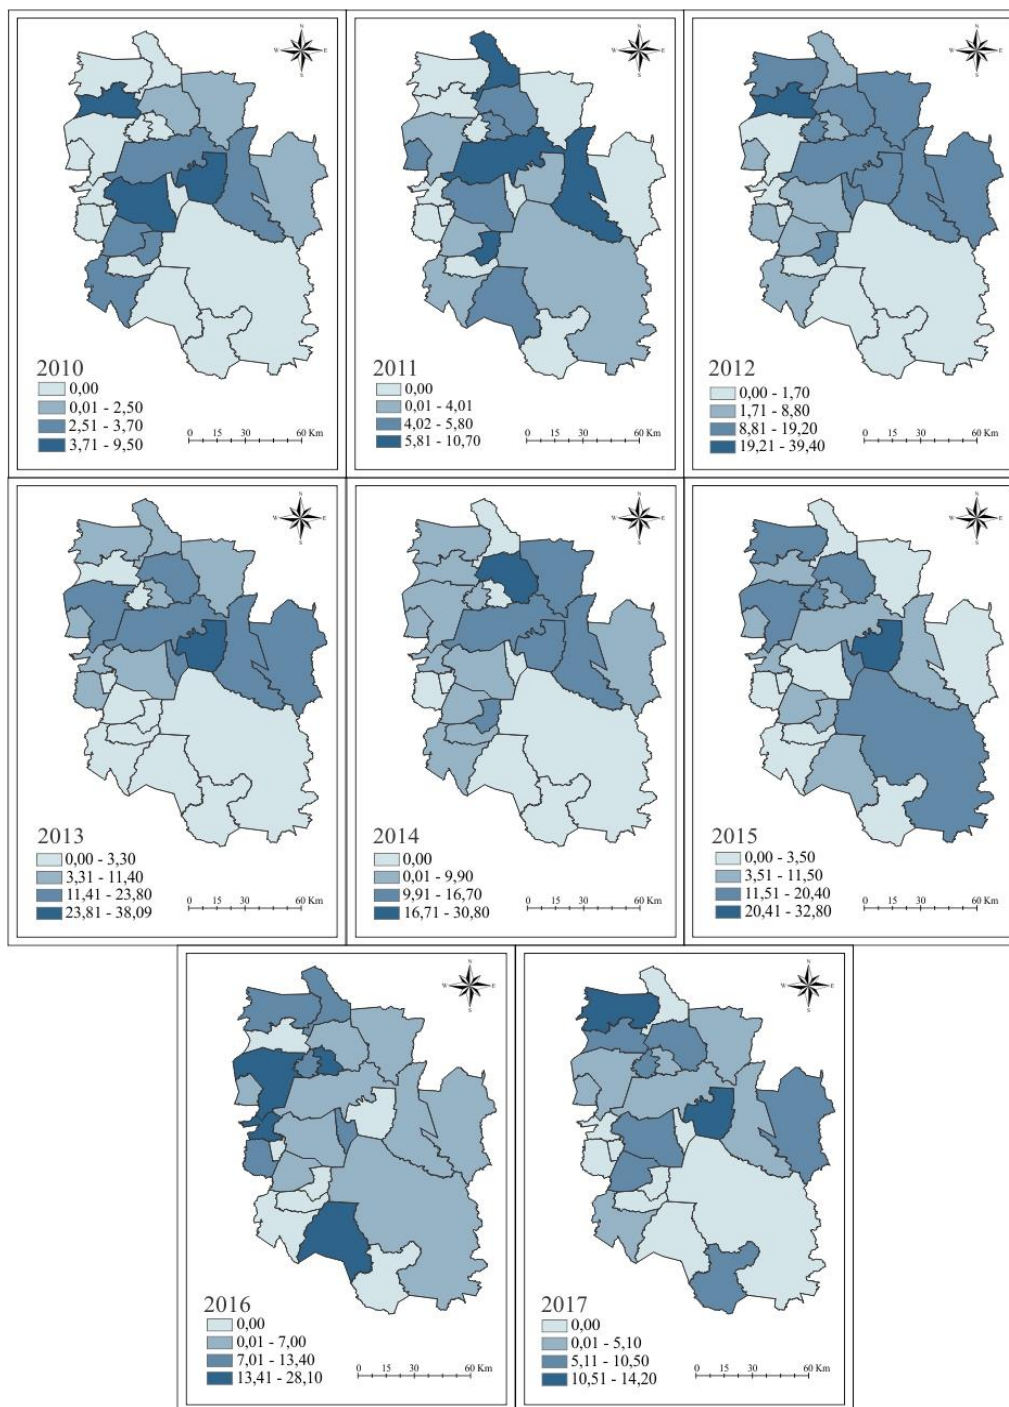 N
W E
S
2010
0,00
0,01 - 2,50
2,51 - 3,70
3,71 - 9,50
0 15 30 60 Km
N
W E
S
2011
0,00
0,01 - 4,01
4,02 - 5,80
5,81 - 10,70
0 15 30 60 Km
N
W E
S
2012
0,00 - 1,70
1,71 - 8,80
8,81 - 19,20
19,21 - 39,40
0 15 30 60 Km
N
W E
S
2013
0,00 - 3,30
3,31 - 11,40
11,41 - 23,80
23,81 - 38,09
0 15 30 60 Km
N
W E
S
2014
0,00
0,01 - 9,90
9,91 - 16,70
16,71 - 30,80
0 15 30 60 Km
N
W E
S
2015
0,00 - 3,50
3,51 - 11,50
11,51 - 20,40
20,41 - 32,80
0 15 30 60 Km
N
W E
S
2016
0,00
0,01 - 7,00
7,01 - 13,40
13,41 - 28,10
0 15 30 60 Km
N
W E
S
2017
0,00
0,01 - 5,10
5,11 - 10,50
10,51 - 14,20
0 15 30 60 Km